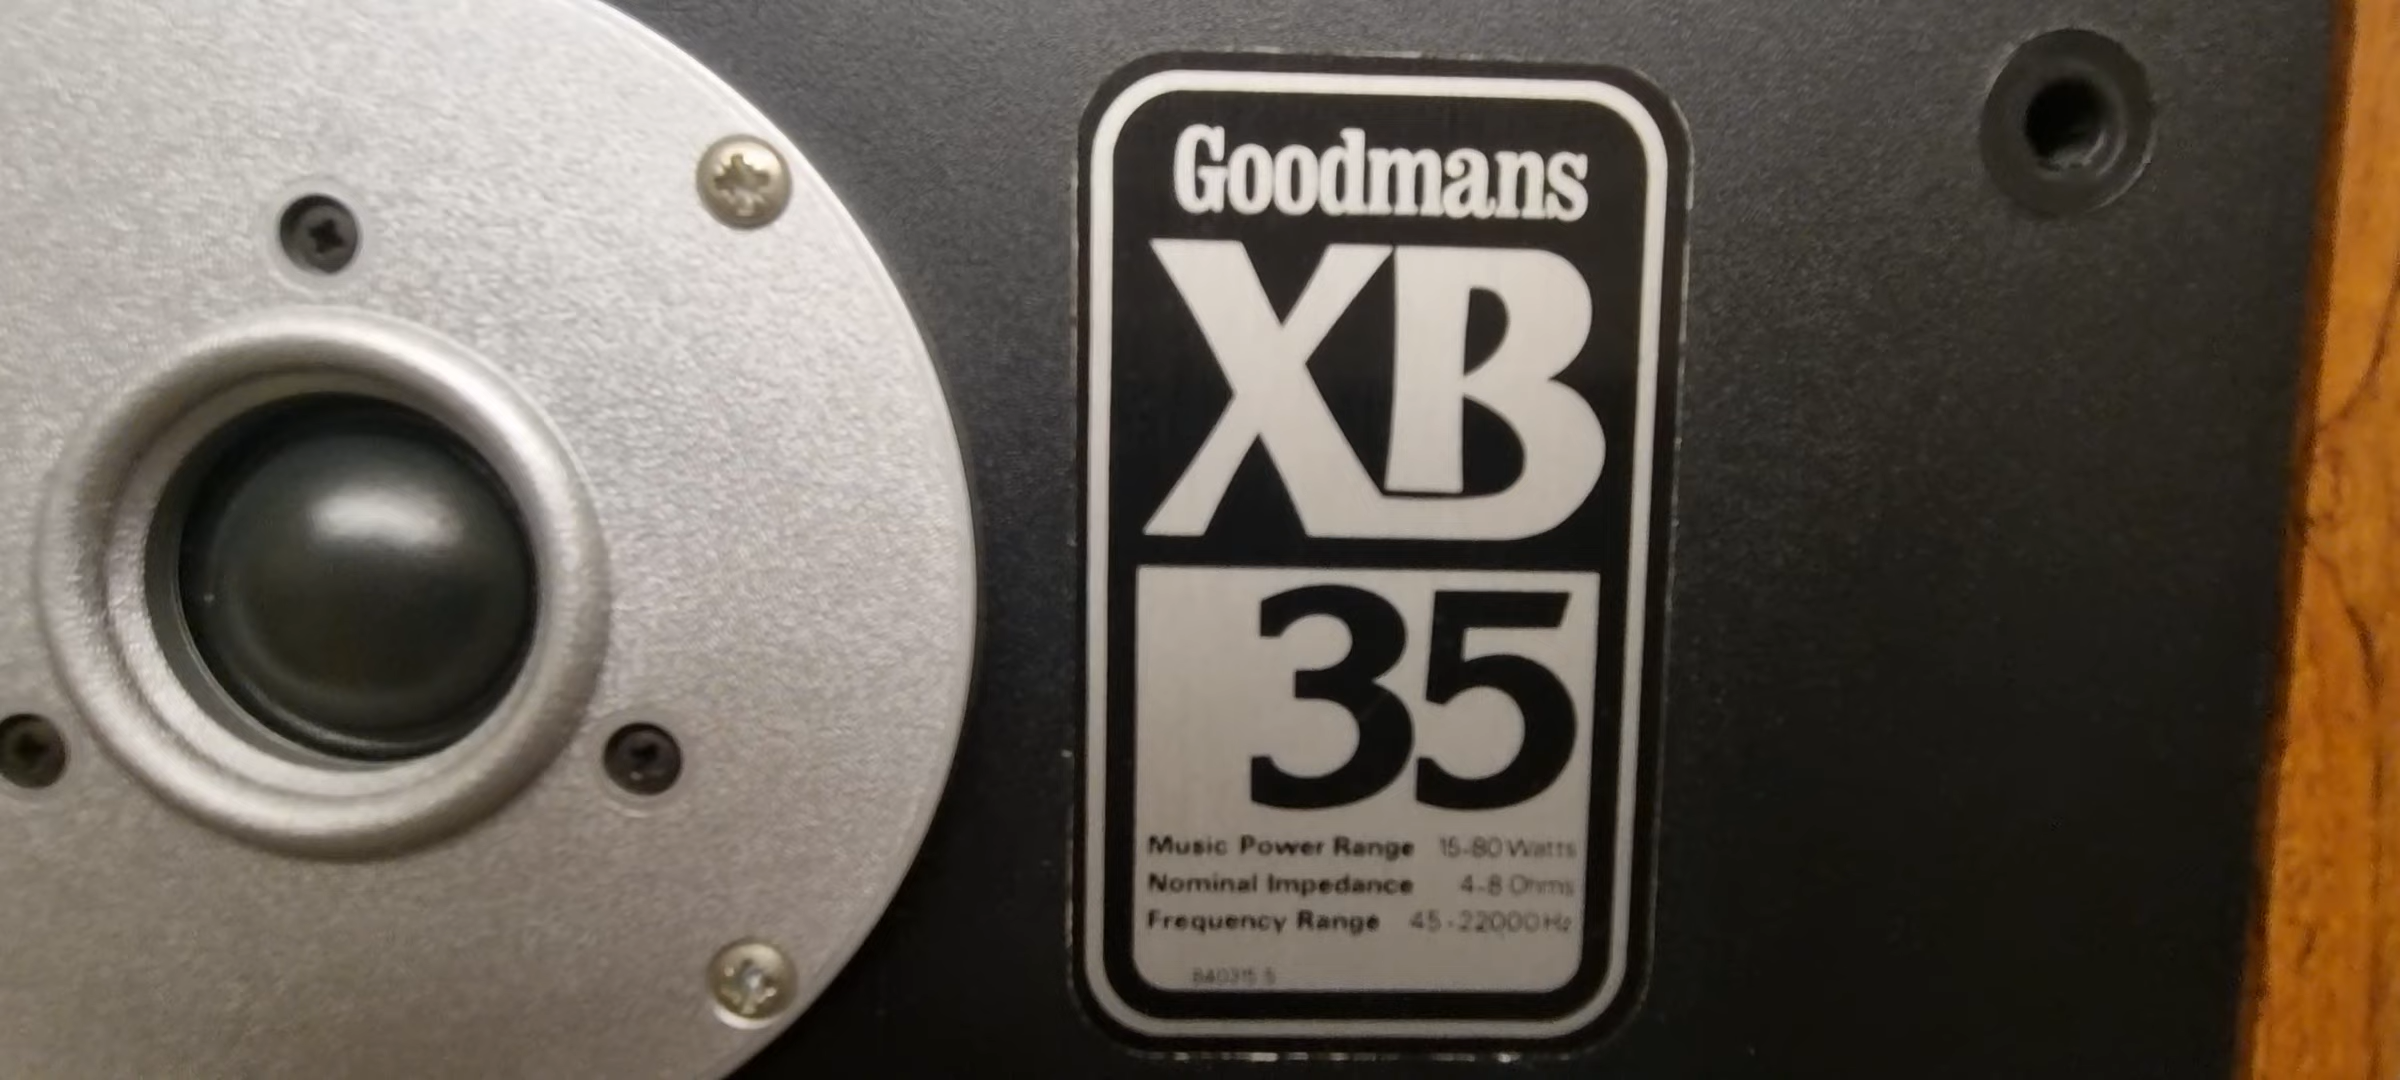 Goodmans
XB
35
Music Power Range 15-80 Watts
Nominal Impedance 4-8 Ohms
Frequency Range 45-22000 Hz